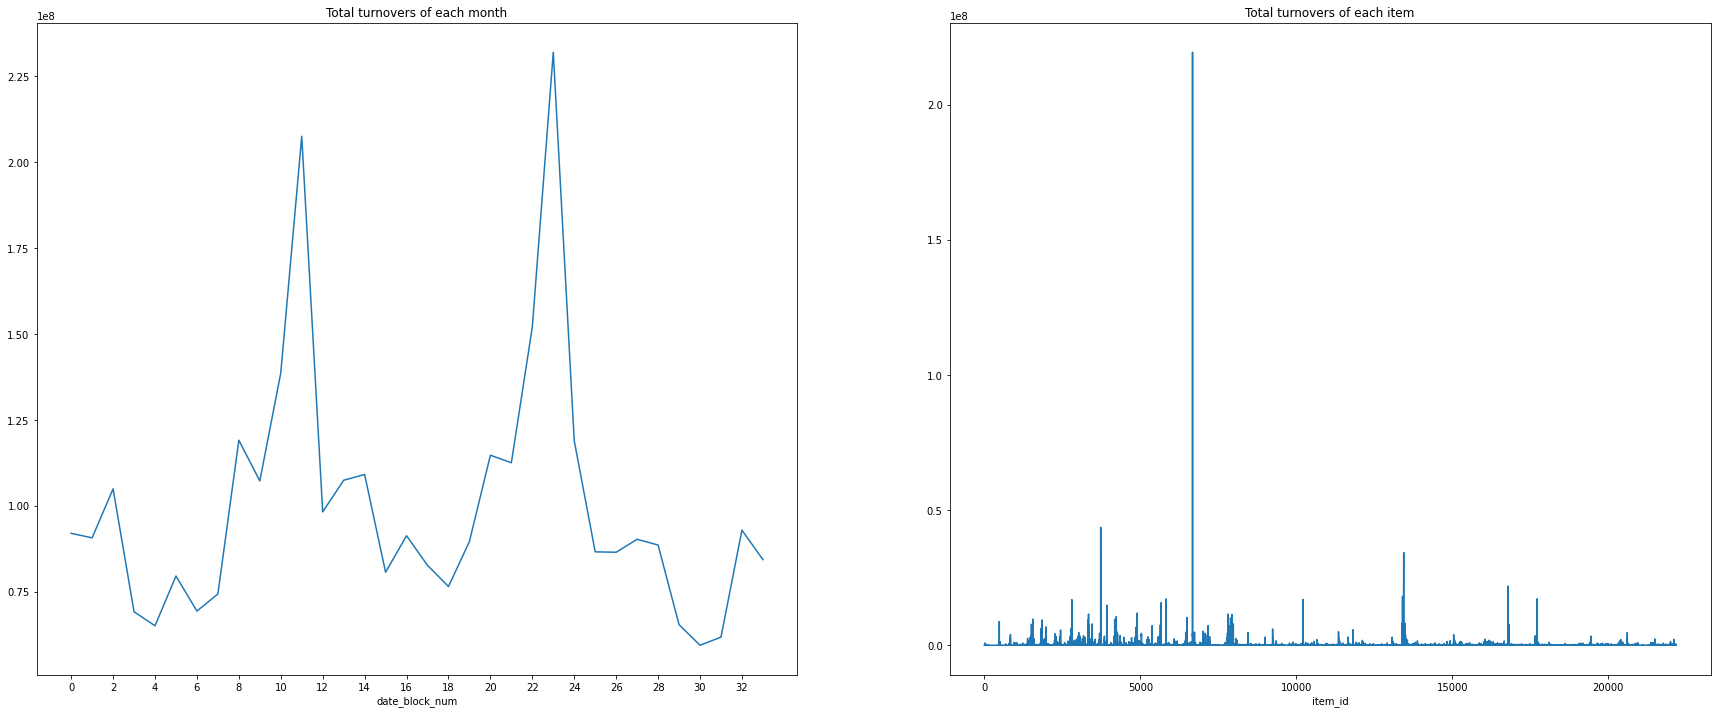 Total turnovers of each month
1e8
2.25
2.00
1.75
1.50
1.25
1.00
0.75
0 2 4 6 8 10 12 14 16 18 20 22 24 26 28 30 32
date_block_num
Total turnovers of each item
1e8
2.0
1.5
1.0
0.5
0.0
0 5000 10000 15000 20000
item_id